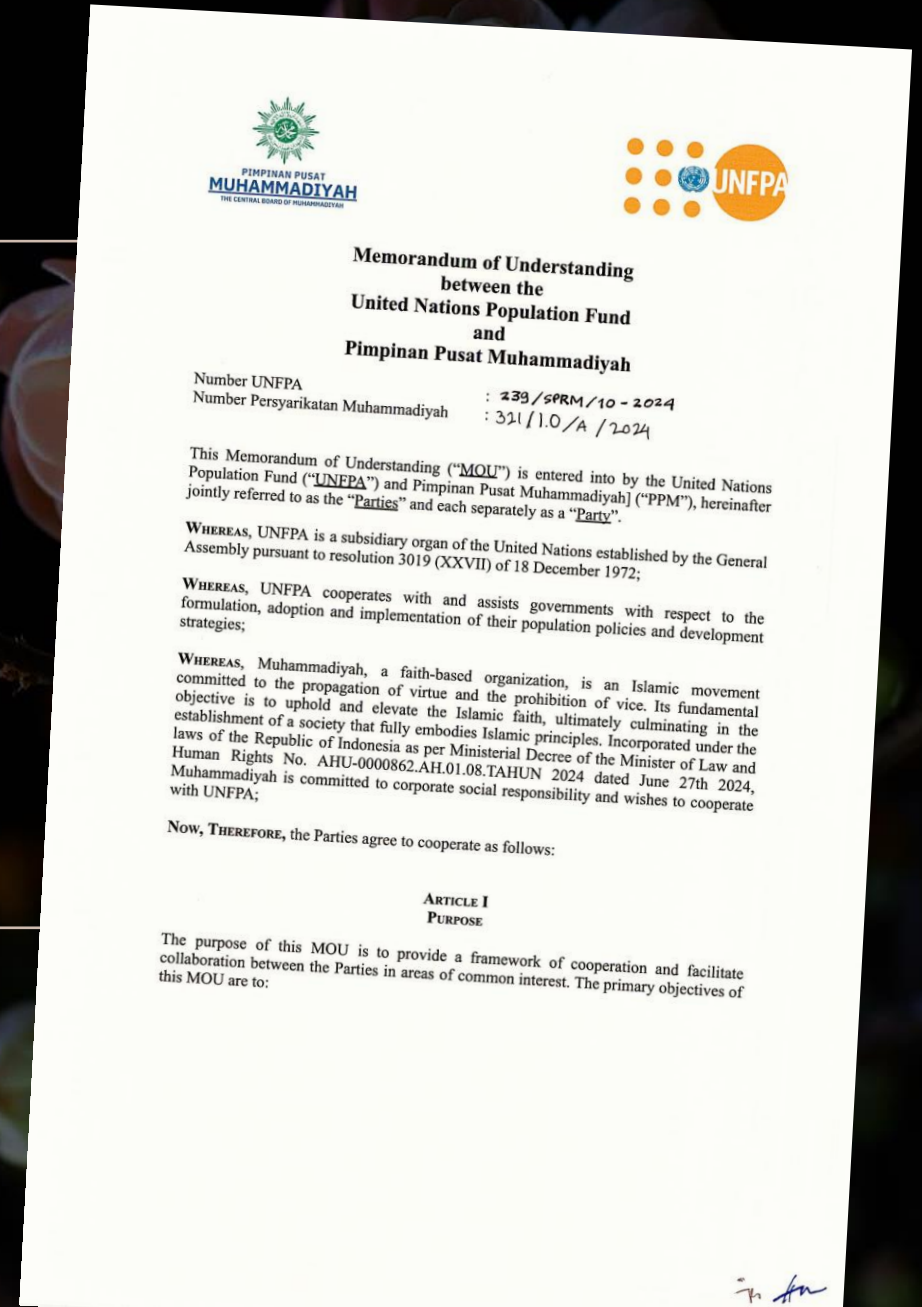 PIMPINAN PUSAT
MUHAMMADIYAH
THE CENTRAL BOARD OF MUHAMMADIYAH
UNFPA
Memorandum of Understanding
between the
United Nations Population Fund
and
Pimpinan Pusat Muhammadiyah
Number UNFPA : 239/SPRM/10-2024
Number Persyarikatan Muhammadiyah : 321/1.0/A/2024
This Memorandum of Understanding (“MOU”) is entered into by the United Nations
Population Fund (“UNFPA”) and Pimpinan Pusat Muhammadiyah] (“PPM”), hereinafter
jointly referred to as the “Parties” and each separately as a “Party”.
WHEREAS, UNFPA is a subsidiary organ of the United Nations established by the General
Assembly pursuant to resolution 3019 (XXVII) of 18 December 1972;
WHEREAS, UNFPA cooperates with and assists governments with respect to the
formulation, adoption and implementation of their population policies and development
strategies;
WHEREAS, Muhammadiyah, a faith-based organization, is an Islamic movement
committed to the propagation of virtue and the prohibition of vice. Its fundamental
objective is to uphold and elevate the Islamic faith, ultimately culminating in the
establishment of a society that fully embodies Islamic principles. Incorporated under the
laws of the Republic of Indonesia as per Ministerial Decree of the Minister of Law and
Human Rights No. AHU-0000862.AH.01.08.TAHUN 2024 dated June 27th 2024,
Muhammadiyah is committed to corporate social responsibility and wishes to cooperate
with UNFPA;
NOW, THEREFORE, the Parties agree to cooperate as follows:
ARTICLE I
PURPOSE
The purpose of this MOU is to provide a framework of cooperation and facilitate
collaboration between the Parties in areas of common interest. The primary objectives of
this MOU are to: